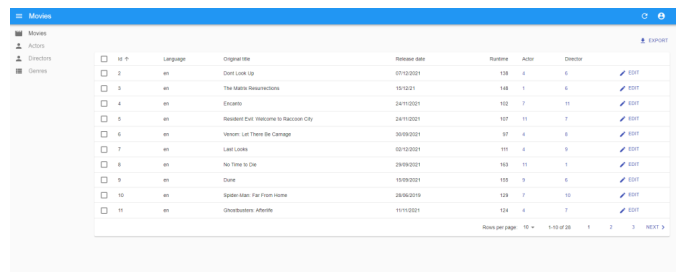 Movies
Movies
Actors
Directors
Genres
EXPORT
Id Language Original title Release date Runtime Actor Director
2 en Dont Look Up 07/12/2021 138 4 6 EDIT
3 en The Matrix Resurrections 15/12/21 148 1 6 EDIT
4 en Encanto 24/11/2021 102 7 11 EDIT
5 en Resident Evil: Welcome to Raccoon City 24/11/2021 107 11 7 EDIT
6 en Venom: Let There Be Carnage 30/09/2021 97 4 8 EDIT
7 en Last Looks 02/12/2021 111 4 9 EDIT
8 en No Time to Die 29/09/2021 163 11 1 EDIT
9 en Dune 15/09/2021 155 9 6 EDIT
10 en Spider-Man: Far From Home 28/06/2019 129 7 10 EDIT
11 en Ghostbusters: Afterlife 11/11/2021 124 4 7 EDIT
Rows per page: 10 1-10 of 28 1 2 3 NEXT